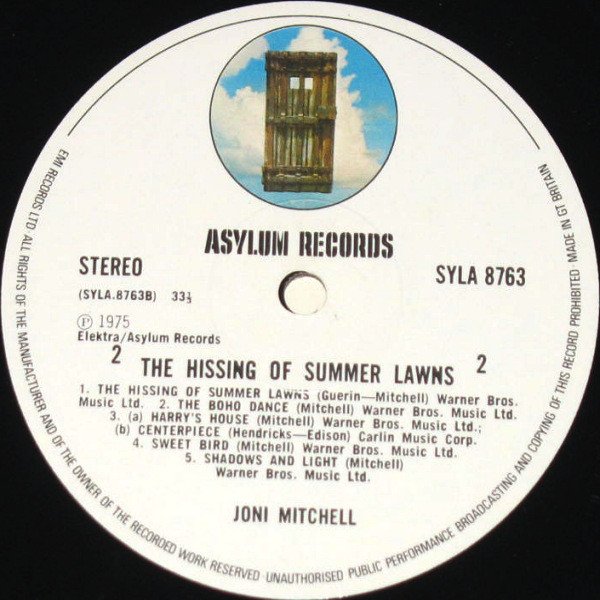 ASYLUM RECORDS
STEREO
SYLA 8763
(SYLA.8763B) 33⅓
Ⓟ 1975
Elektra/Asylum Records
2 THE HISSING OF SUMMER LAWNS 2
1. THE HISSING OF SUMMER LAWNS (Guerin—Mitchell) Warner Bros.
Music Ltd. 2. THE BOHO DANCE (Mitchell) Warner Bros. Music Ltd.
3. (a) HARRY'S HOUSE (Mitchell) Warner Bros. Music Ltd.;
(b) CENTERPIECE (Hendricks—Edison) Carlin Music Corp.
4. SWEET BIRD (Mitchell) Warner Bros. Music Ltd.
5. SHADOWS AND LIGHT (Mitchell)
Warner Bros. Music Ltd.
JONI MITCHELL
EMI RECORDS LTD ALL RIGHTS OF THE MANUFACTURER AND OF THE OWNER OF THE RECORDED WORK RESERVED UNAUTHORISED PUBLIC PERFORMANCE BROADCASTING AND COPYING OF THIS RECORD PROHIBITED MADE IN GT BRITAIN